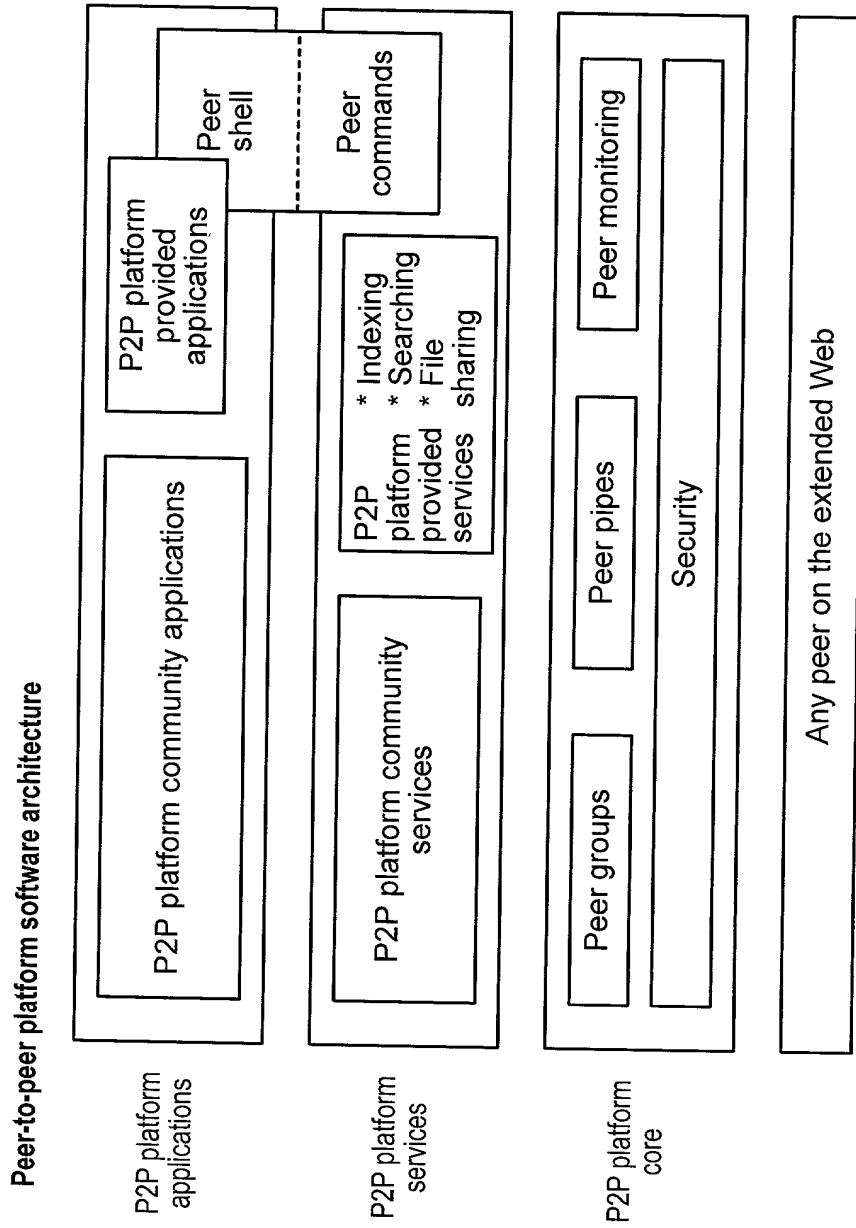 Peer-to-peer platform software architecture
P2P platform
applications
P2P platform community applications
P2P platform
provided
applications
Peer
shell
Peer
commands
P2P platform
services
P2P platform community
services
P2P
platform
provided
services
* Indexing
* Searching
* File
sharing
P2P platform
core
Peer groups
Peer pipes
Peer monitoring
Security
Any peer on the extended Web